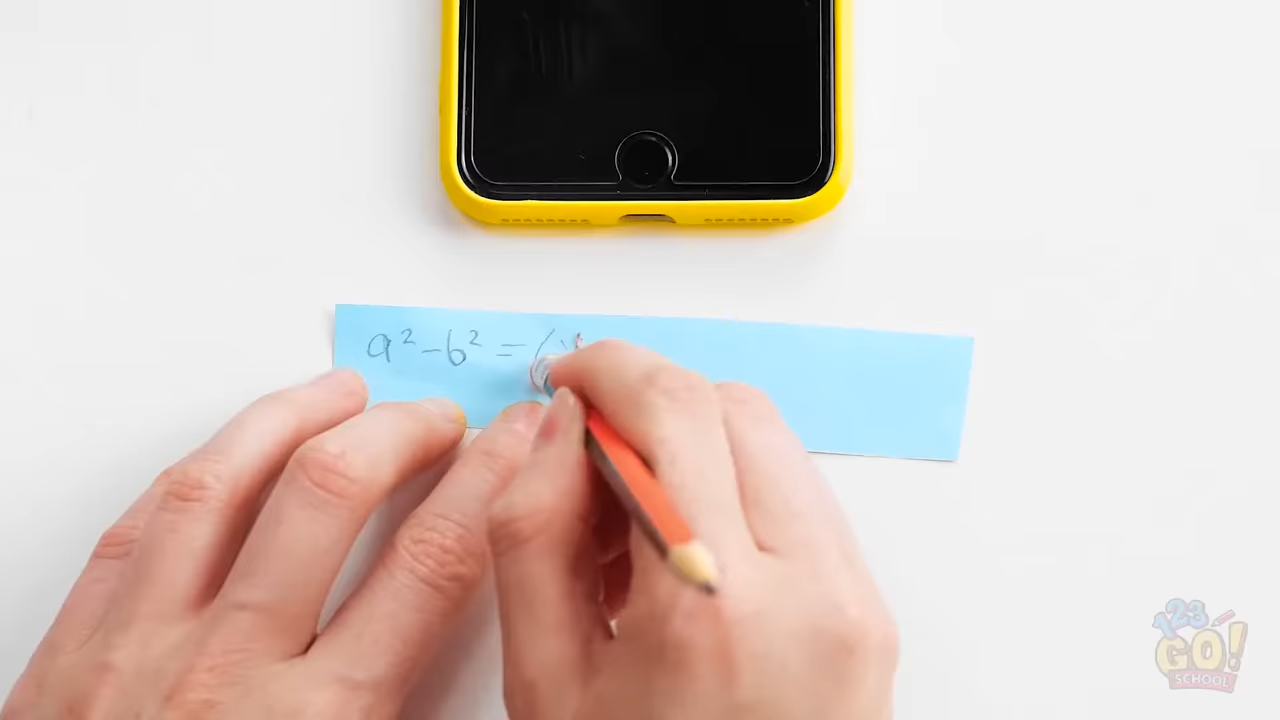 a² - b² = (
123
GO!
SCHOOL